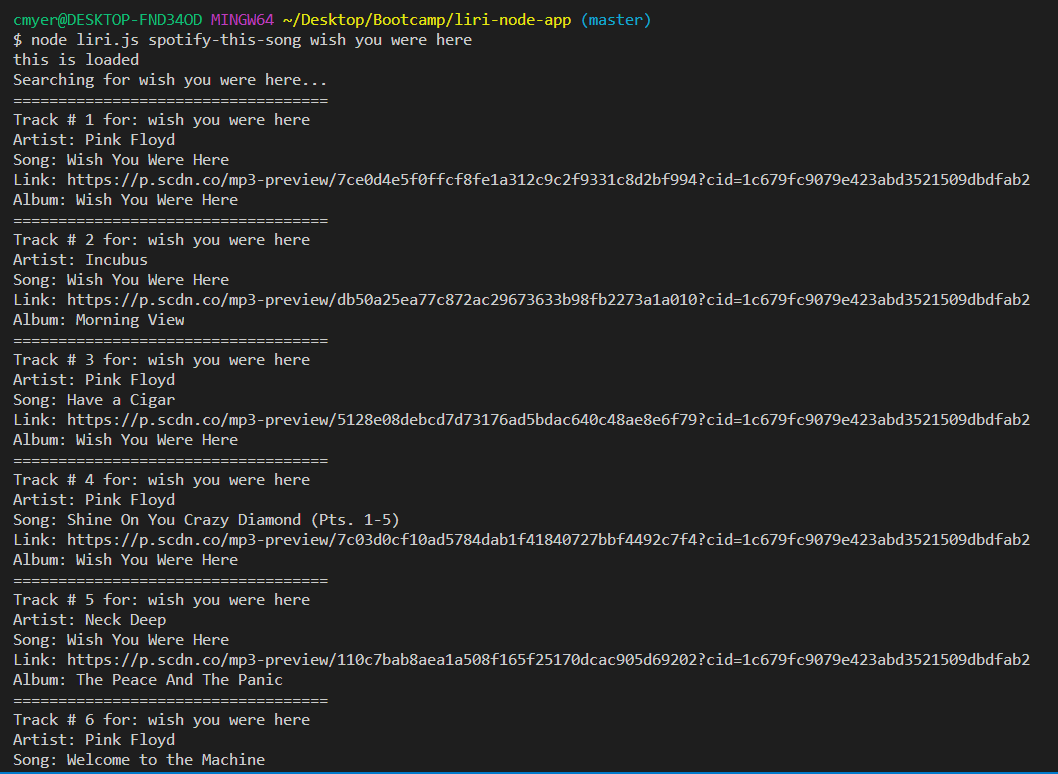 cmyer@DESKTOP-FND34OD MINGW64 ~/Desktop/Bootcamp/liri-node-app (master)
$ node liri.js spotify-this-song wish you were here
this is loaded
Searching for wish you were here...
===================================
Track # 1 for: wish you were here
Artist: Pink Floyd
Song: Wish You Were Here
Link: https://p.scdn.co/mp3-preview/7ce0d4e5f0ffcf8fe1a312c9c2f9331c8d2bf994?cid=1c679fc9079e423abd3521509dbdfab2
Album: Wish You Were Here
===================================
Track # 2 for: wish you were here
Artist: Incubus
Song: Wish You Were Here
Link: https://p.scdn.co/mp3-preview/db50a25ea77c872ac29673633b98fb2273a1a010?cid=1c679fc9079e423abd3521509dbdfab2
Album: Morning View
===================================
Track # 3 for: wish you were here
Artist: Pink Floyd
Song: Have a Cigar
Link: https://p.scdn.co/mp3-preview/5128e08debcd7d73176ad5bdac640c48ae8e6f79?cid=1c679fc9079e423abd3521509dbdfab2
Album: Wish You Were Here
===================================
Track # 4 for: wish you were here
Artist: Pink Floyd
Song: Shine On You Crazy Diamond (Pts. 1-5)
Link: https://p.scdn.co/mp3-preview/7c03d0cf10ad5784dab1f41840727bbf4492c7f4?cid=1c679fc9079e423abd3521509dbdfab2
Album: Wish You Were Here
===================================
Track # 5 for: wish you were here
Artist: Neck Deep
Song: Wish You Were Here
Link: https://p.scdn.co/mp3-preview/110c7bab8aea1a508f165f25170dcac905d69202?cid=1c679fc9079e423abd3521509dbdfab2
Album: The Peace And The Panic
===================================
Track # 6 for: wish you were here
Artist: Pink Floyd
Song: Welcome to the Machine